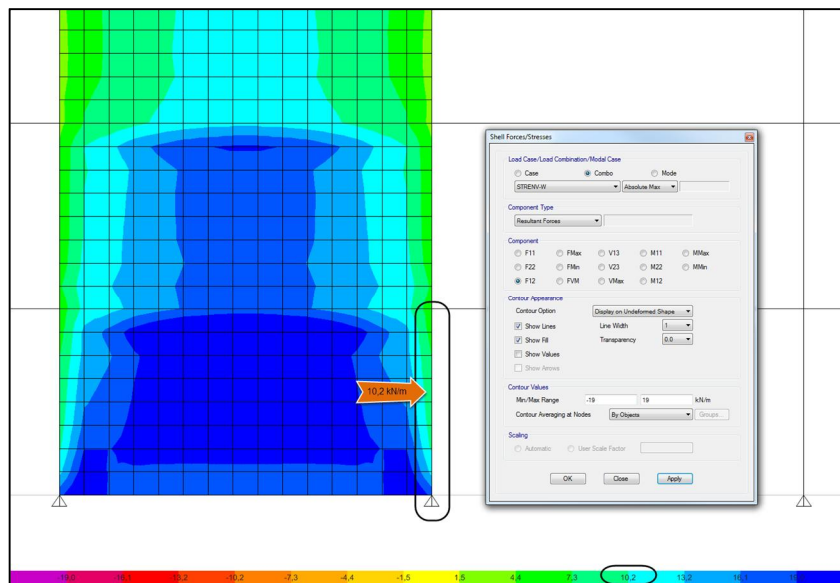 Shell Forces/Stresses
Load Case/Load Combination/Modal Case
Case Combo Mode
STRENV-W Absolute Max
Component Type
Resultant Forces
Component
F11 FMax V13 M11 MMax
F22 FMin V23 M22 MMin
F12 FVM VMax M12
Contour Appearance
Contour Option Display on Undeformed Shape
Show Lines Line Width 1
Show Fill Transparency 0.0
Show Values
Show Arrows
10,2 kN/m
Contour Values
Min/Max Range -19 19 kN/m
Contour Averaging at Nodes By Objects Groups...
Scaling
Automatic User Scale Factor
OK Close Apply
-19,0 -16,1 -13,2 -10,2 -7,3 -4,4 -1,5 1,5 4,4 7,3 10,2 13,2 16,1